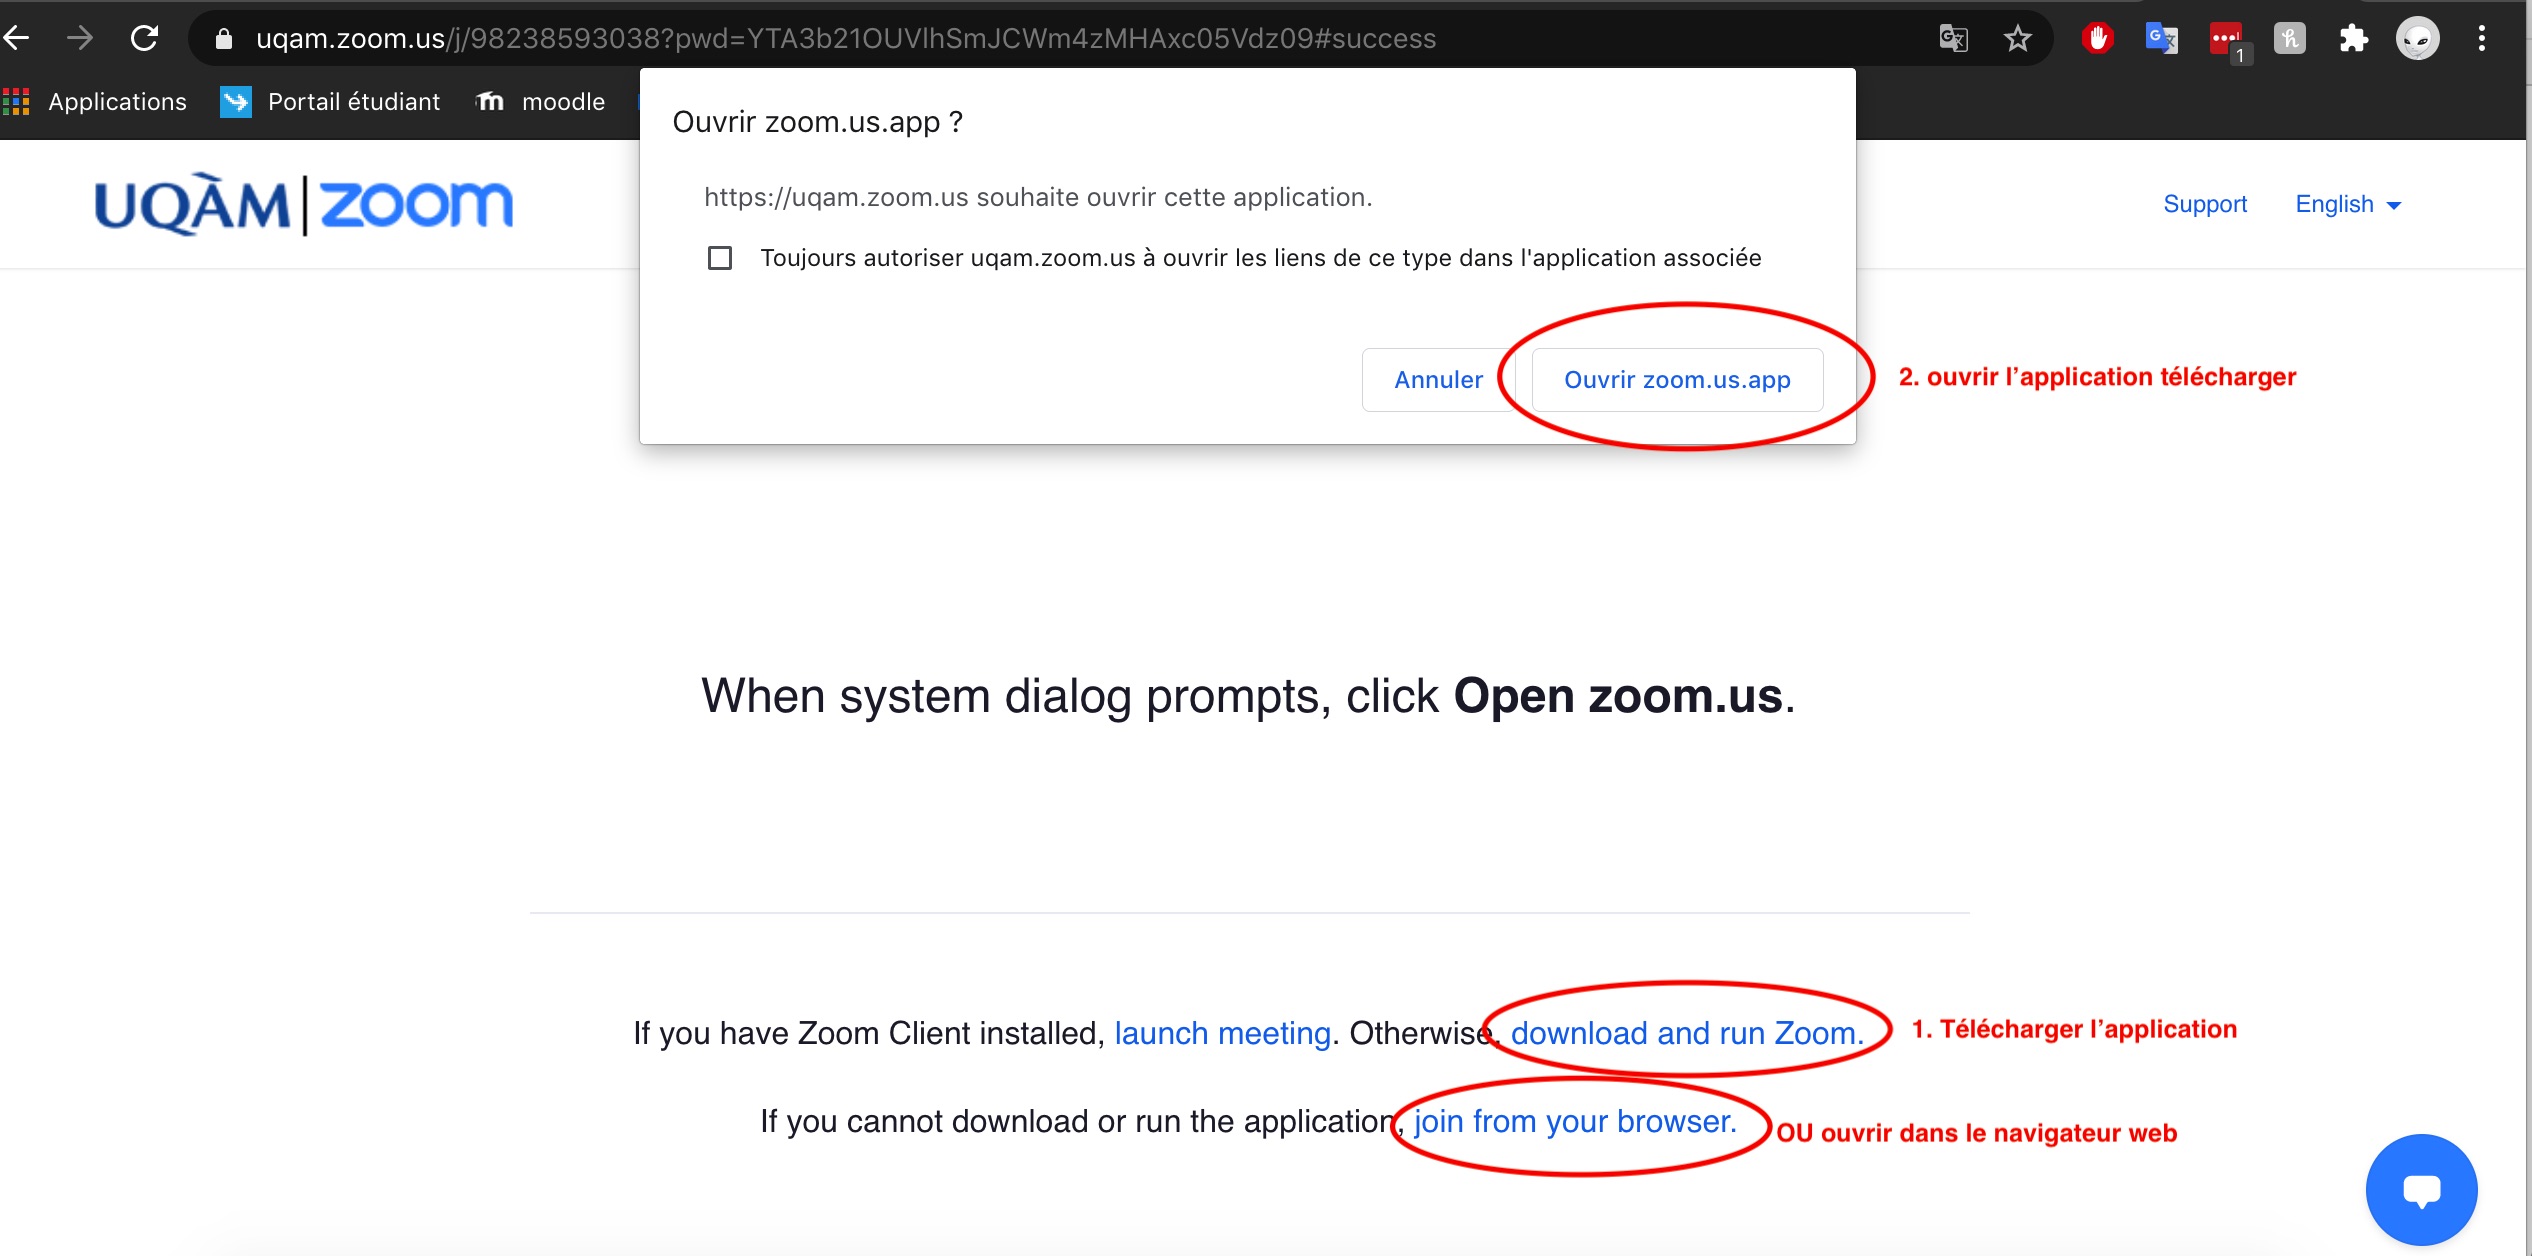 uqam.zoom.us/j/98238593038?pwd=YTA3b21OUVlhSmJCWm4zMHAxc05Vdz09#success
1
Applications Portail étudiant moodle
Ouvrir zoom.us.app ?
https://uqam.zoom.us souhaite ouvrir cette application.
Toujours autoriser uqam.zoom.us à ouvrir les liens de ce type dans l'application associée
Annuler Ouvrir zoom.us.app
2. ouvrir l’application télécharger
UQÀM | zoom
Support English
When system dialog prompts, click Open zoom.us.
If you have Zoom Client installed, launch meeting. Otherwise, download and run Zoom.
1. Télécharger l’application
If you cannot download or run the application, join from your browser.
OU ouvrir dans le navigateur web